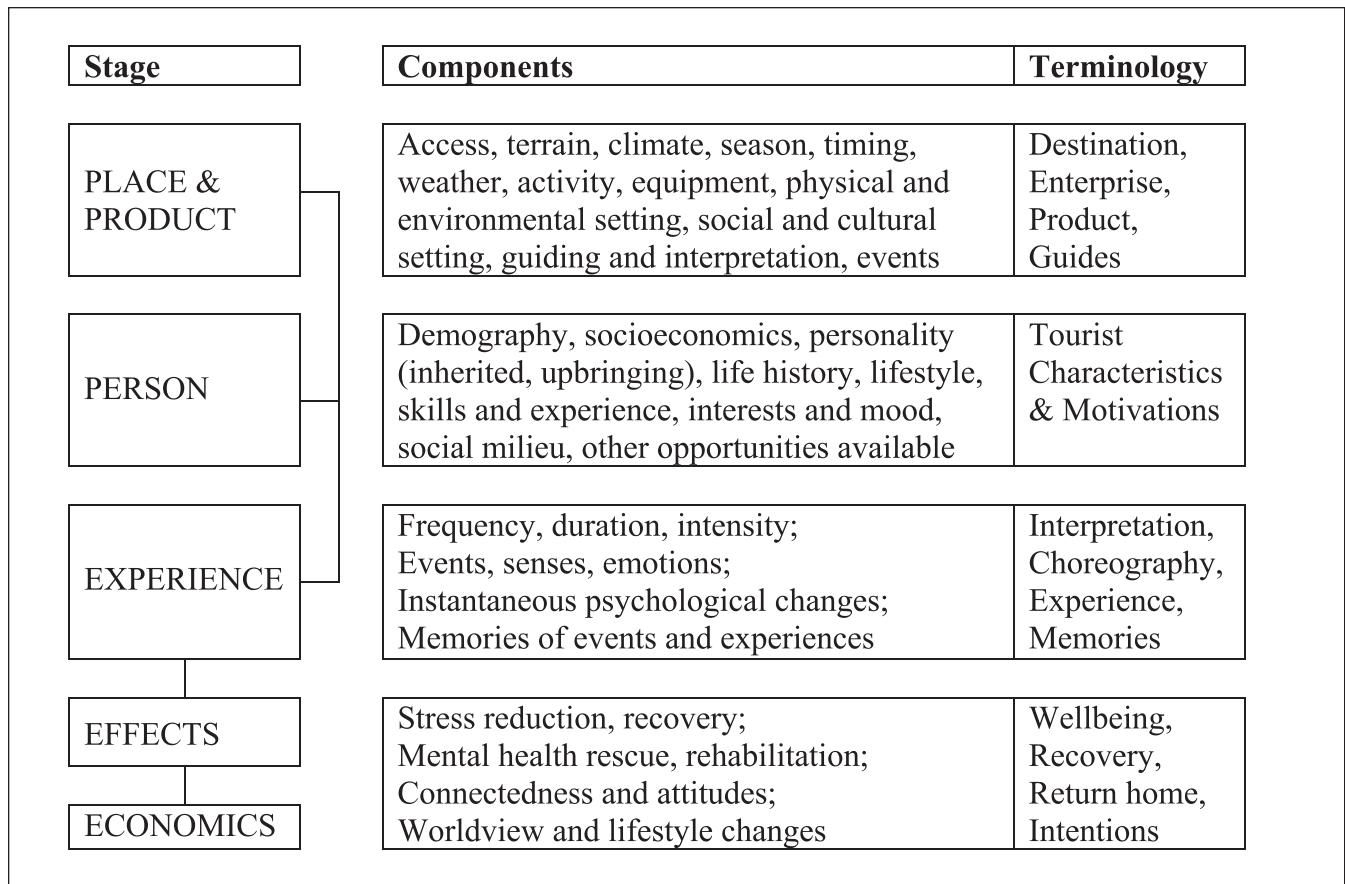 Stage
Components
Terminology
PLACE &
PRODUCT
Access, terrain, climate, season, timing,
weather, activity, equipment, physical and
environmental setting, social and cultural
setting, guiding and interpretation, events
Destination,
Enterprise,
Product,
Guides
PERSON
Demography, socioeconomics, personality
(inherited, upbringing), life history, lifestyle,
skills and experience, interests and mood,
social milieu, other opportunities available
Tourist
Characteristics
& Motivations
EXPERIENCE
Frequency, duration, intensity;
Events, senses, emotions;
Instantaneous psychological changes;
Memories of events and experiences
Interpretation,
Choreography,
Experience,
Memories
EFFECTS
ECONOMICS
Stress reduction, recovery;
Mental health rescue, rehabilitation;
Connectedness and attitudes;
Worldview and lifestyle changes
Wellbeing,
Recovery,
Return home,
Intentions